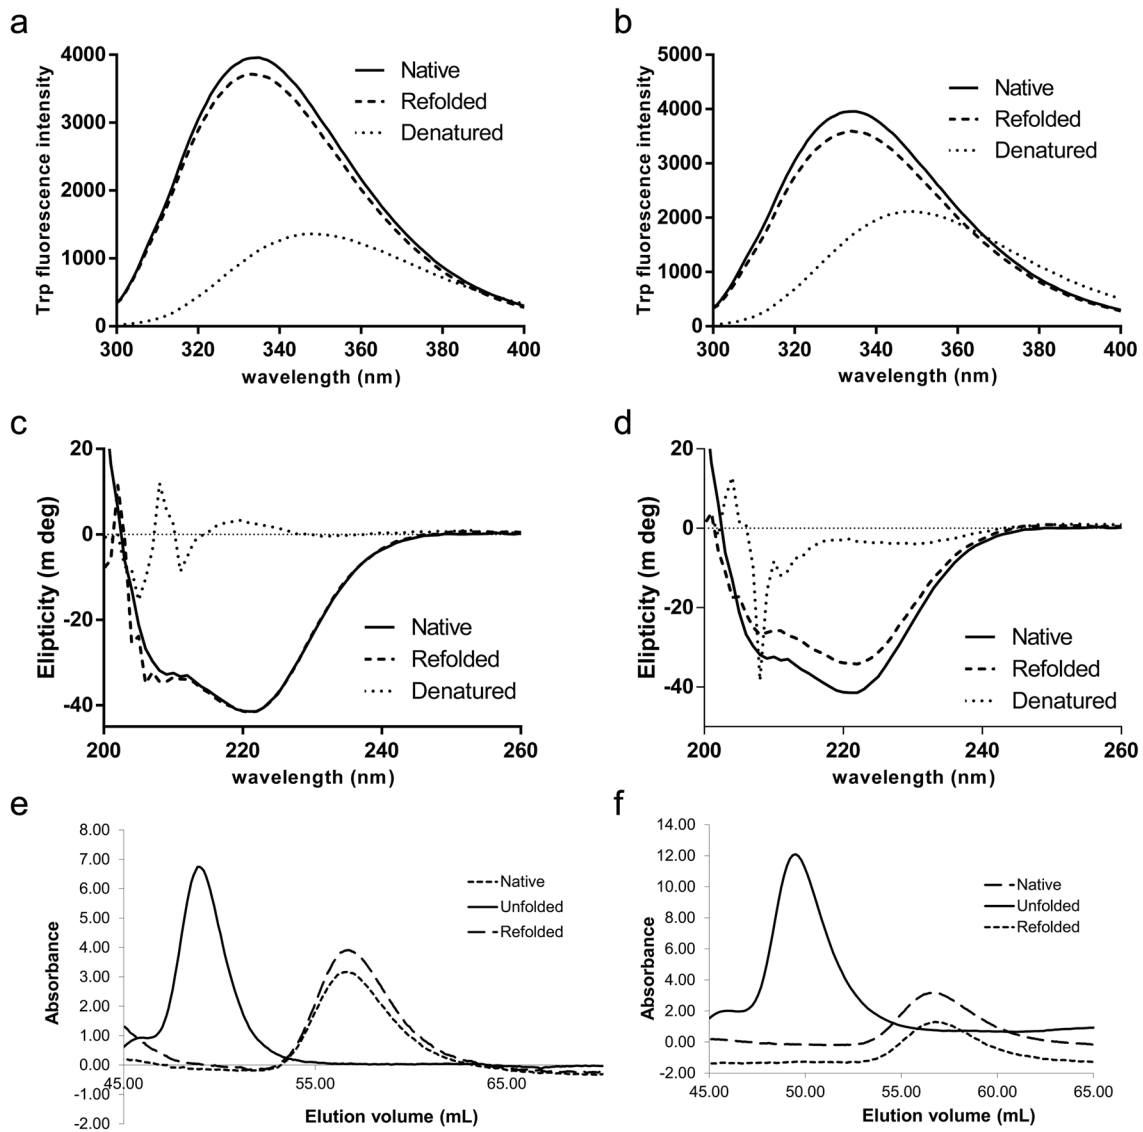 a
4000
3000
2000
1000
0
300 320 340 360 380 400
Trp fluorescence intensity
wavelength (nm)
Native
Refolded
Denatured
b
5000
4000
3000
2000
1000
0
300 320 340 360 380 400
Trp fluorescence intensity
wavelength (nm)
Native
Refolded
Denatured
c
20
0
-20
-40
200 220 240 260
Elipticity (m deg)
wavelength (nm)
Native
Refolded
Denatured
d
20
0
-20
-40
200 220 240 260
Elipticity (m deg)
wavelength (nm)
Native
Refolded
Denatured
e
8.00
7.00
6.00
5.00
4.00
3.00
2.00
1.00
0.00
-1.00
-2.00
45.00 55.00 65.00
Absorbance
Elution volume (mL)
Native
Unfolded
Refolded
f
14.00
12.00
10.00
8.00
6.00
4.00
2.00
0.00
-2.00
45.00 50.00 55.00 60.00 65.00
Absorbance
Elution volume (mL)
Native
Unfolded
Refolded